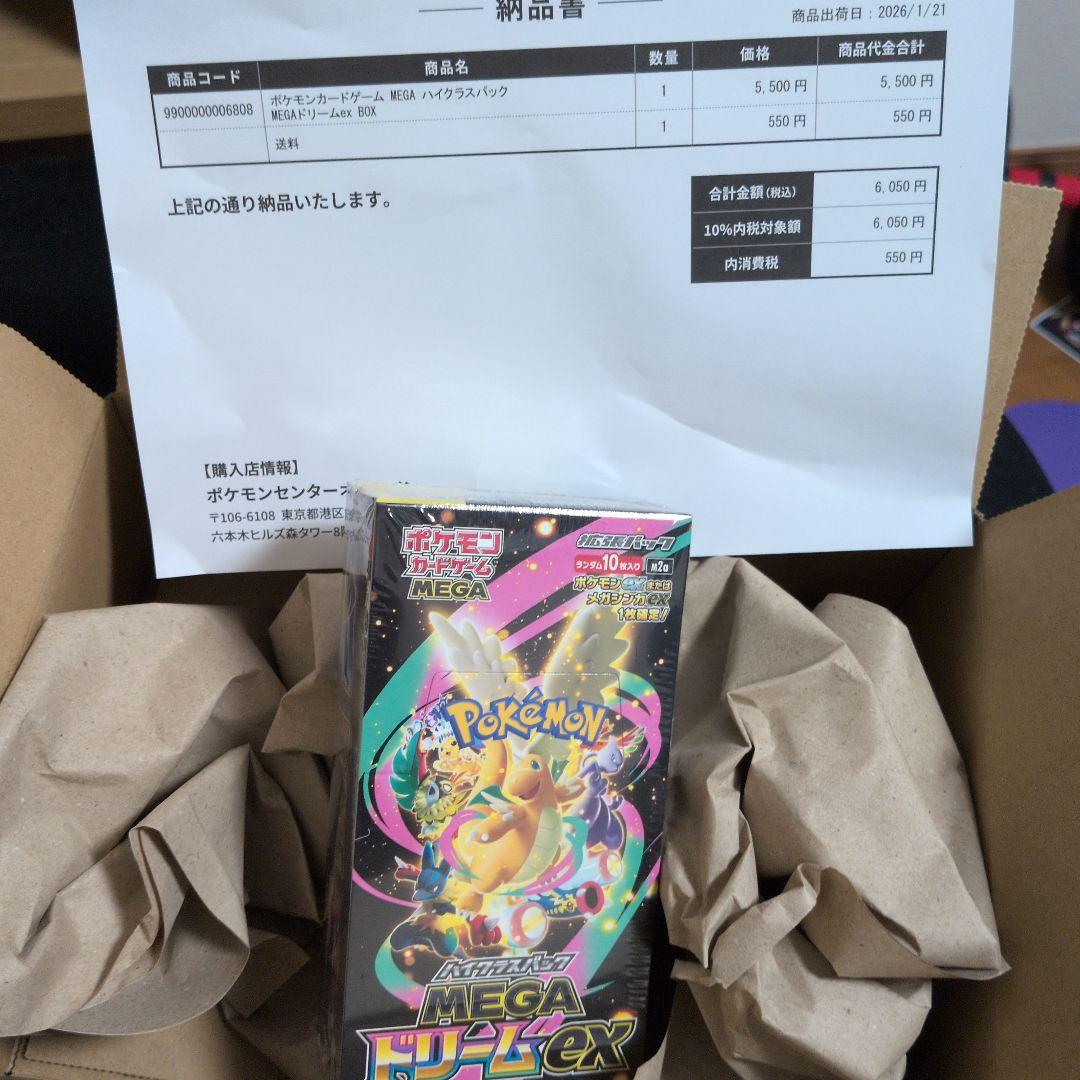 納品書
商品出荷日：2026/1/21
商品コード 商品名 数量 価格 商品代金合計
9900000006808 ポケモンカードゲーム MEGA ハイクラスパック 1 5,500 円 5,500 円
MEGAドリームex BOX
送料 1 550 円 550 円
上記の通り納品いたします。
合計金額(税込) 6,050 円
10%内税対象額 6,050 円
内消費税 550 円
【購入店情報】
ポケモンセンターオ
〒106-6108 東京都港区
六本木ヒルズ森タワー8
ポケモン
カードゲーム
MEGA
拡張パック
ランダム10枚入り M2a
ポケモンexまたは
メガシンカex
1枚確定!
POKéMON
ハイクラスパック
MEGA
ドリームex